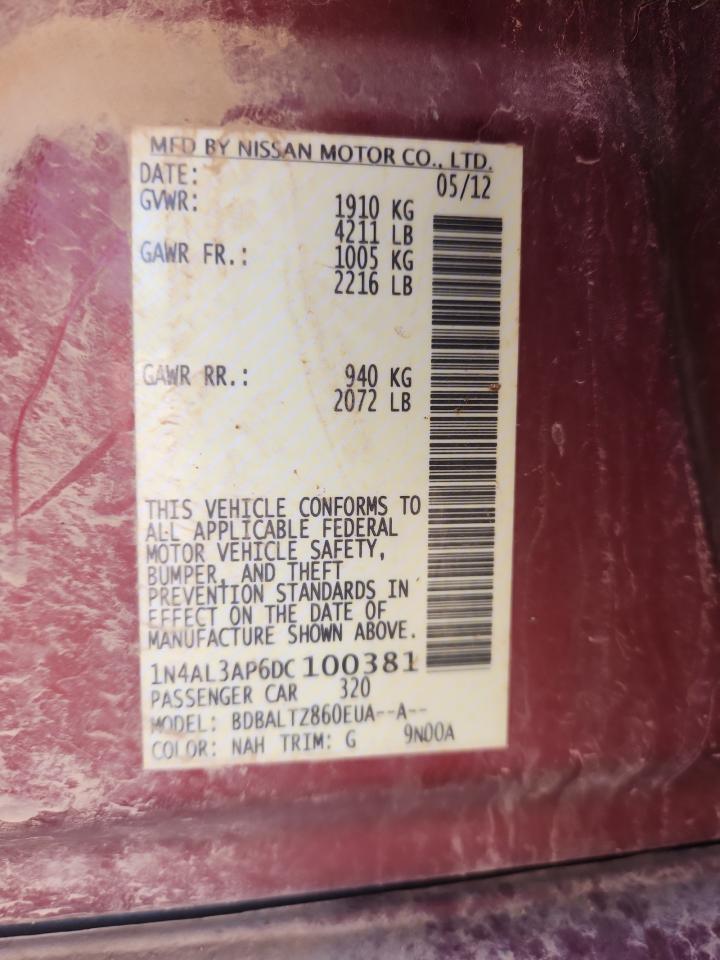 MFD BY NISSAN MOTOR CO., LTD.
DATE: 05/12
GVWR: 1910 KG
4211 LB
GAWR FR.: 1005 KG
2216 LB
GAWR RR.: 940 KG
2072 LB
THIS VEHICLE CONFORMS TO
ALL APPLICABLE FEDERAL
MOTOR VEHICLE SAFETY,
BUMPER, AND THEFT
PREVENTION STANDARDS IN
EFFECT ON THE DATE OF
MANUFACTURE SHOWN ABOVE.
1N4AL3AP6DC 100381
PASSENGER CAR 320
MODEL: BDBALTZ860EUA--A--
COLOR: NAH TRIM: G 9N00A